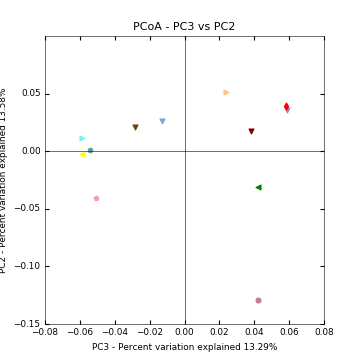 PCoA - PC3 vs PC2
PC2 - Percent variation explained 13.58%
0.05
0.00
−0.05
−0.10
−0.15
−0.08 −0.06 −0.04 −0.02 0.00 0.02 0.04 0.06 0.08
PC3 - Percent variation explained 13.29%